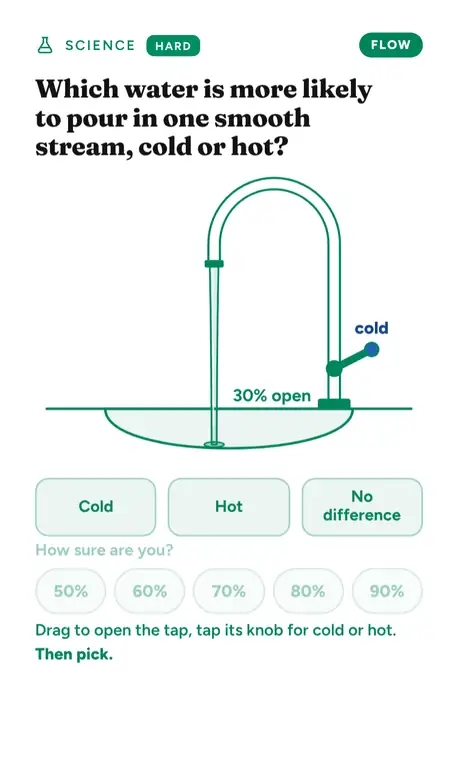 SCIENCE HARD FLOW
Which water is more likely
to pour in one smooth
stream, cold or hot?
cold
30% open
Cold
Hot
No
difference
How sure are you?
50% 60% 70% 80% 90%
Drag to open the tap, tap its knob for cold or hot.
Then pick.